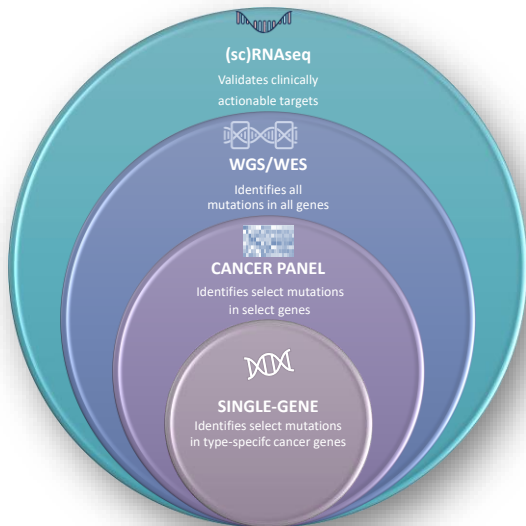 (sc)RNAseq
Validates clinically
actionable targets
WGS/WES
Identifies all
mutations in all genes
CANCER PANEL
Identifies select mutations
in select genes
SINGLE-GENE
Identifies select mutations
in type-specifc cancer genes